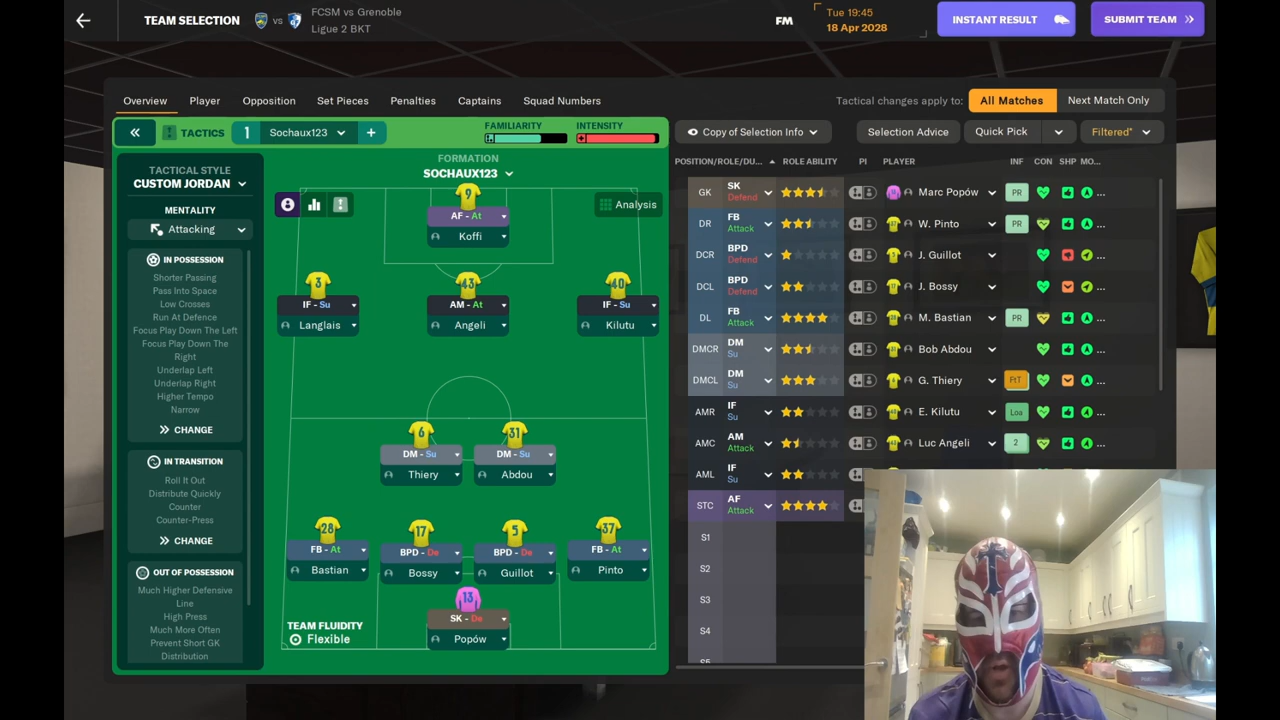 TEAM SELECTION
vs
FCSM vs Grenoble
Ligue 2 BKT
FM
Tue 19:45
18 Apr 2028
INSTANT RESULT
SUBMIT TEAM
Overview
Player
Opposition
Set Pieces
Penalties
Captains
Squad Numbers
Tactical changes apply to:
All Matches
Next Match Only
TACTICS
1
Sochaux123
+
FAMILIARITY
INTENSITY
Copy of Selection Info
Selection Advice
Quick Pick
Filtered*
TACTICAL STYLE
CUSTOM JORDAN
MENTALITY
Attacking
IN POSSESSION
Shorter Passing
Pass Into Space
Low Crosses
Run At Defence
Focus Play Down The Left
Focus Play Down The
Right
Underlap Left
Underlap Right
Higher Tempo
Narrow
CHANGE
IN TRANSITION
Roll It Out
Distribute Quickly
Counter
Counter-Press
CHANGE
OUT OF POSSESSION
Much Higher Defensive
Line
High Press
Much More Often
Prevent Short GK
Distribution
FORMATION
SOCHAUX123
Analysis
9
AF - At
Koffi
3
IF - Su
Langlais
43
AM - At
Angeli
40
IF - Su
Kilutu
6
DM - Su
Thiery
31
DM - Su
Abdou
28
FB - At
Bastian
17
BPD - De
Bossy
5
BPD - De
Guillot
37
FB - At
Pinto
13
SK - De
Popów
TEAM FLUIDITY
Flexible
POSITION/ROLE/DU... ROLE ABILITY PI PLAYER INF CON SHP MO...
GK SK Defend Marc Popów PR ...
DR FB Attack W. Pinto PR ...
DCR BPD Defend J. Guillot ...
DCL BPD Defend J. Bossy ...
DL FB Attack M. Bastian PR ...
DMCR DM Su Bob Abdou ...
DMCL DM Su G. Thiery FtT ...
AMR IF Su E. Kilutu Loa ...
AMC AM Attack Luc Angeli 2 ...
AML IF Su
STC AF Attack
S1
S2
S3
S4